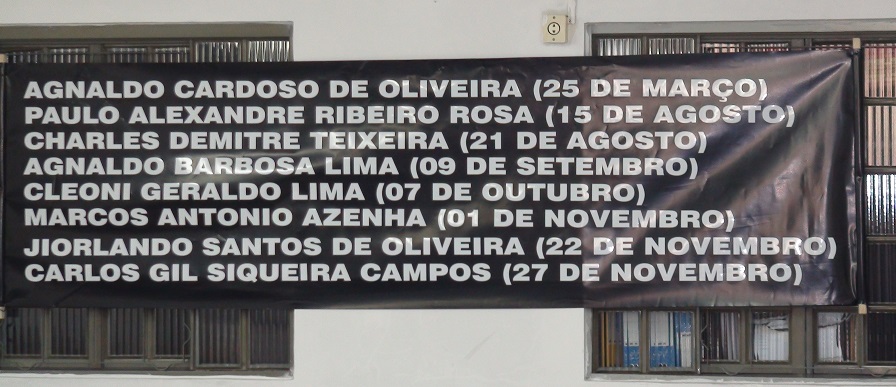 AGNALDO CARDOSO DE OLIVEIRA (25 DE MARÇO)
PAULO ALEXANDRE RIBEIRO ROSA (15 DE AGOSTO)
CHARLES DEMITRE TEIXEIRA (21 DE AGOSTO)
AGNALDO BARBOSA LIMA (09 DE SETEMBRO)
CLEONI GERALDO LIMA (07 DE OUTUBRO)
MARCOS ANTONIO AZENHA (01 DE NOVEMBRO)
JIORLANDO SANTOS DE OLIVEIRA (22 DE NOVEMBRO)
CARLOS GIL SIQUEIRA CAMPOS (27 DE NOVEMBRO)